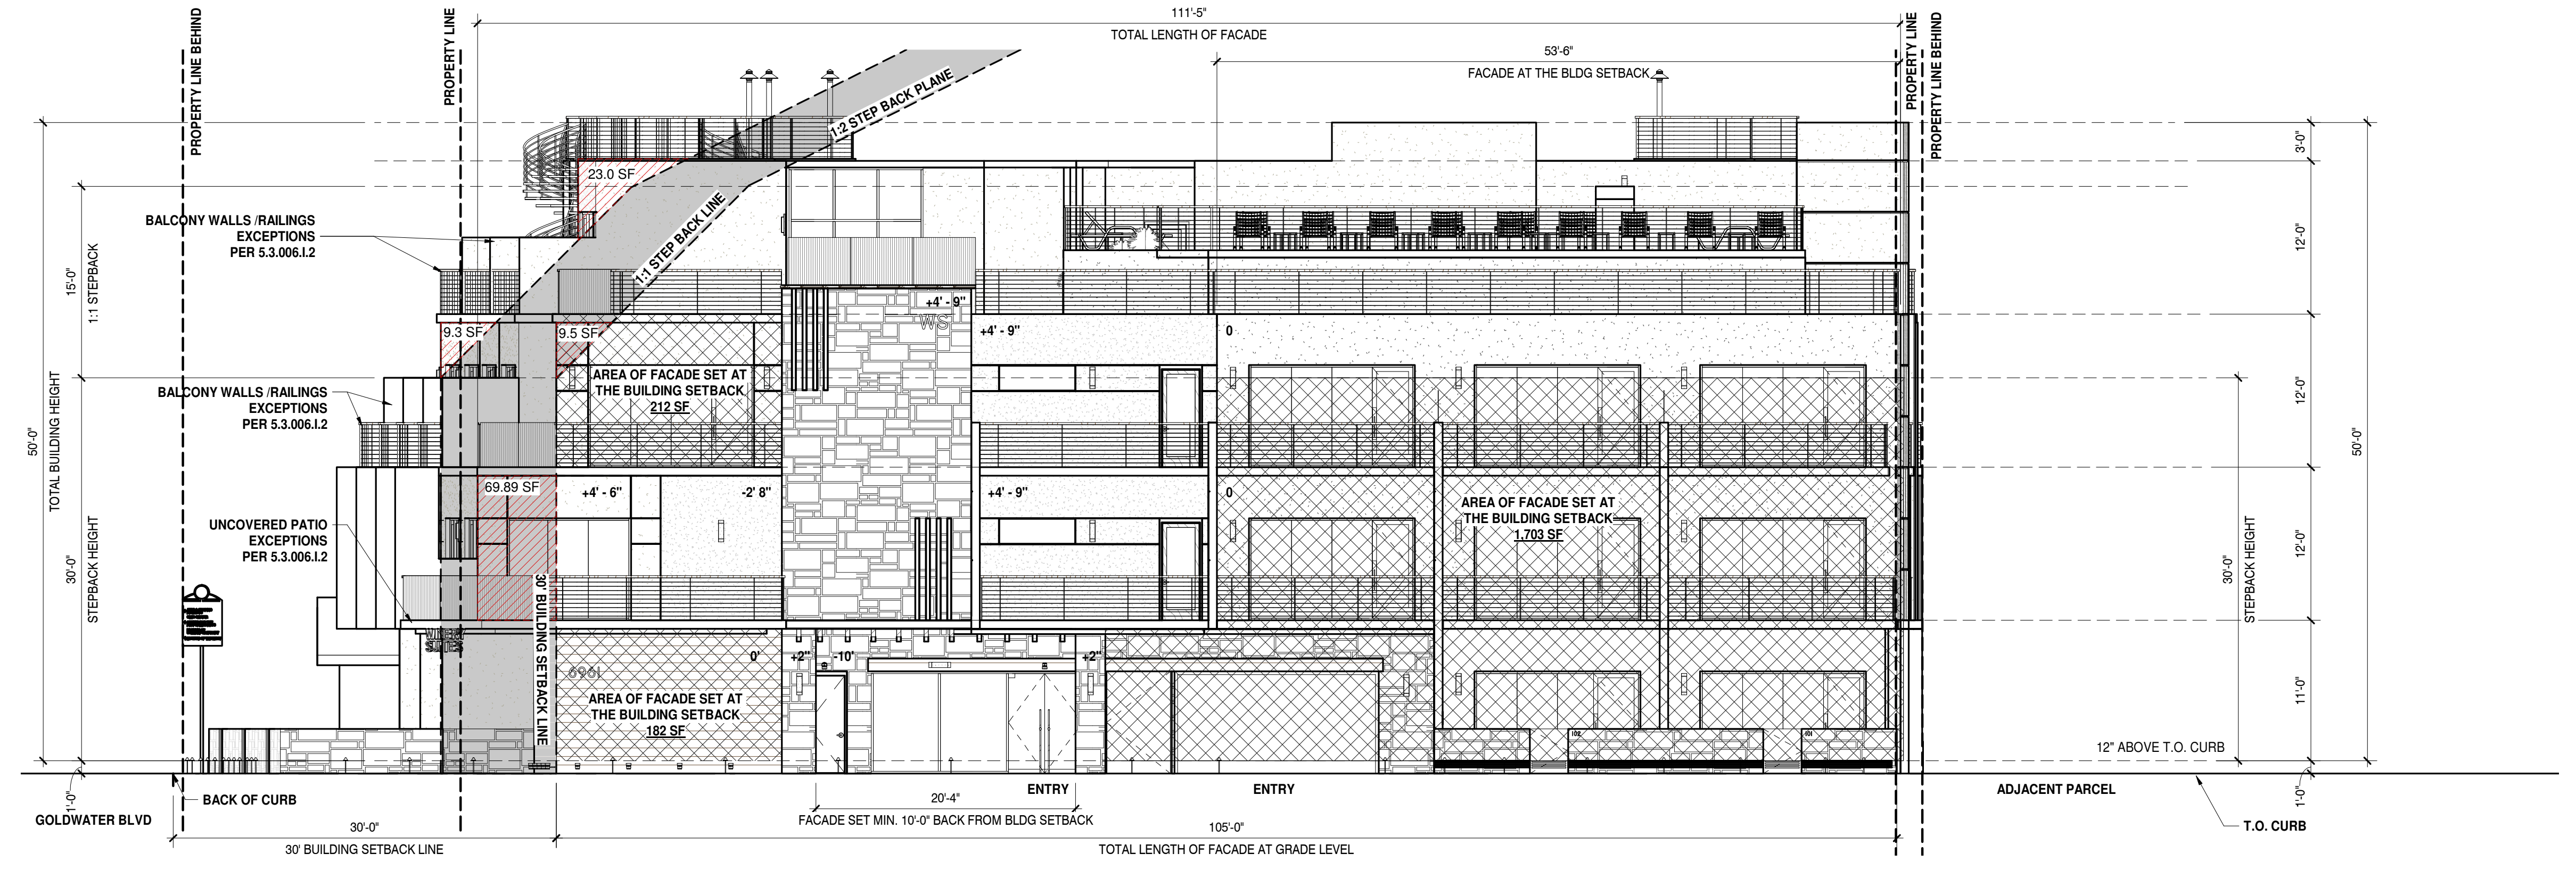 111'-5"
TOTAL LENGTH OF FACADE
53'-6"
FACADE AT THE BLDG SETBACK
PROPERTY LINE BEHIND
PROPERTY LINE
PROPERTY LINE
PROPERTY LINE BEHIND
1:2 STEP BACK PLANE
1:1 STEP BACK LINE
23.0 SF
BALCONY WALLS /RAILINGS
EXCEPTIONS
PER 5.3.006.I.2
15'-0"
1:1 STEPBACK
3'-0"
12'-0"
+4' - 9"
WS
9.3 SF
9.5 SF
+4' - 9"
0
AREA OF FACADE SET AT
THE BUILDING SETBACK
212 SF
BALCONY WALLS /RAILINGS
EXCEPTIONS
PER 5.3.006.I.2
50'-0"
TOTAL BUILDING HEIGHT
12'-0"
50'-0"
69.89 SF
+4' - 6"
-2' 8"
+4' - 9"
0
AREA OF FACADE SET AT
THE BUILDING SETBACK
1,703 SF
UNCOVERED PATIO
EXCEPTIONS
PER 5.3.006.I.2
30'-0"
STEPBACK HEIGHT
12'-0"
30'-0"
STEPBACK HEIGHT
30' BUILDING SETBACK LINE
0'
+2"
-10'
+2"
6961
AREA OF FACADE SET AT
THE BUILDING SETBACK
182 SF
11'-0"
102
101
12" ABOVE T.O. CURB
1'-0"
BACK OF CURB
GOLDWATER BLVD
ENTRY
ENTRY
ADJACENT PARCEL
1'-0"
T.O. CURB
20'-4"
FACADE SET MIN. 10'-0" BACK FROM BLDG SETBACK
30'-0"
30' BUILDING SETBACK LINE
105'-0"
TOTAL LENGTH OF FACADE AT GRADE LEVEL